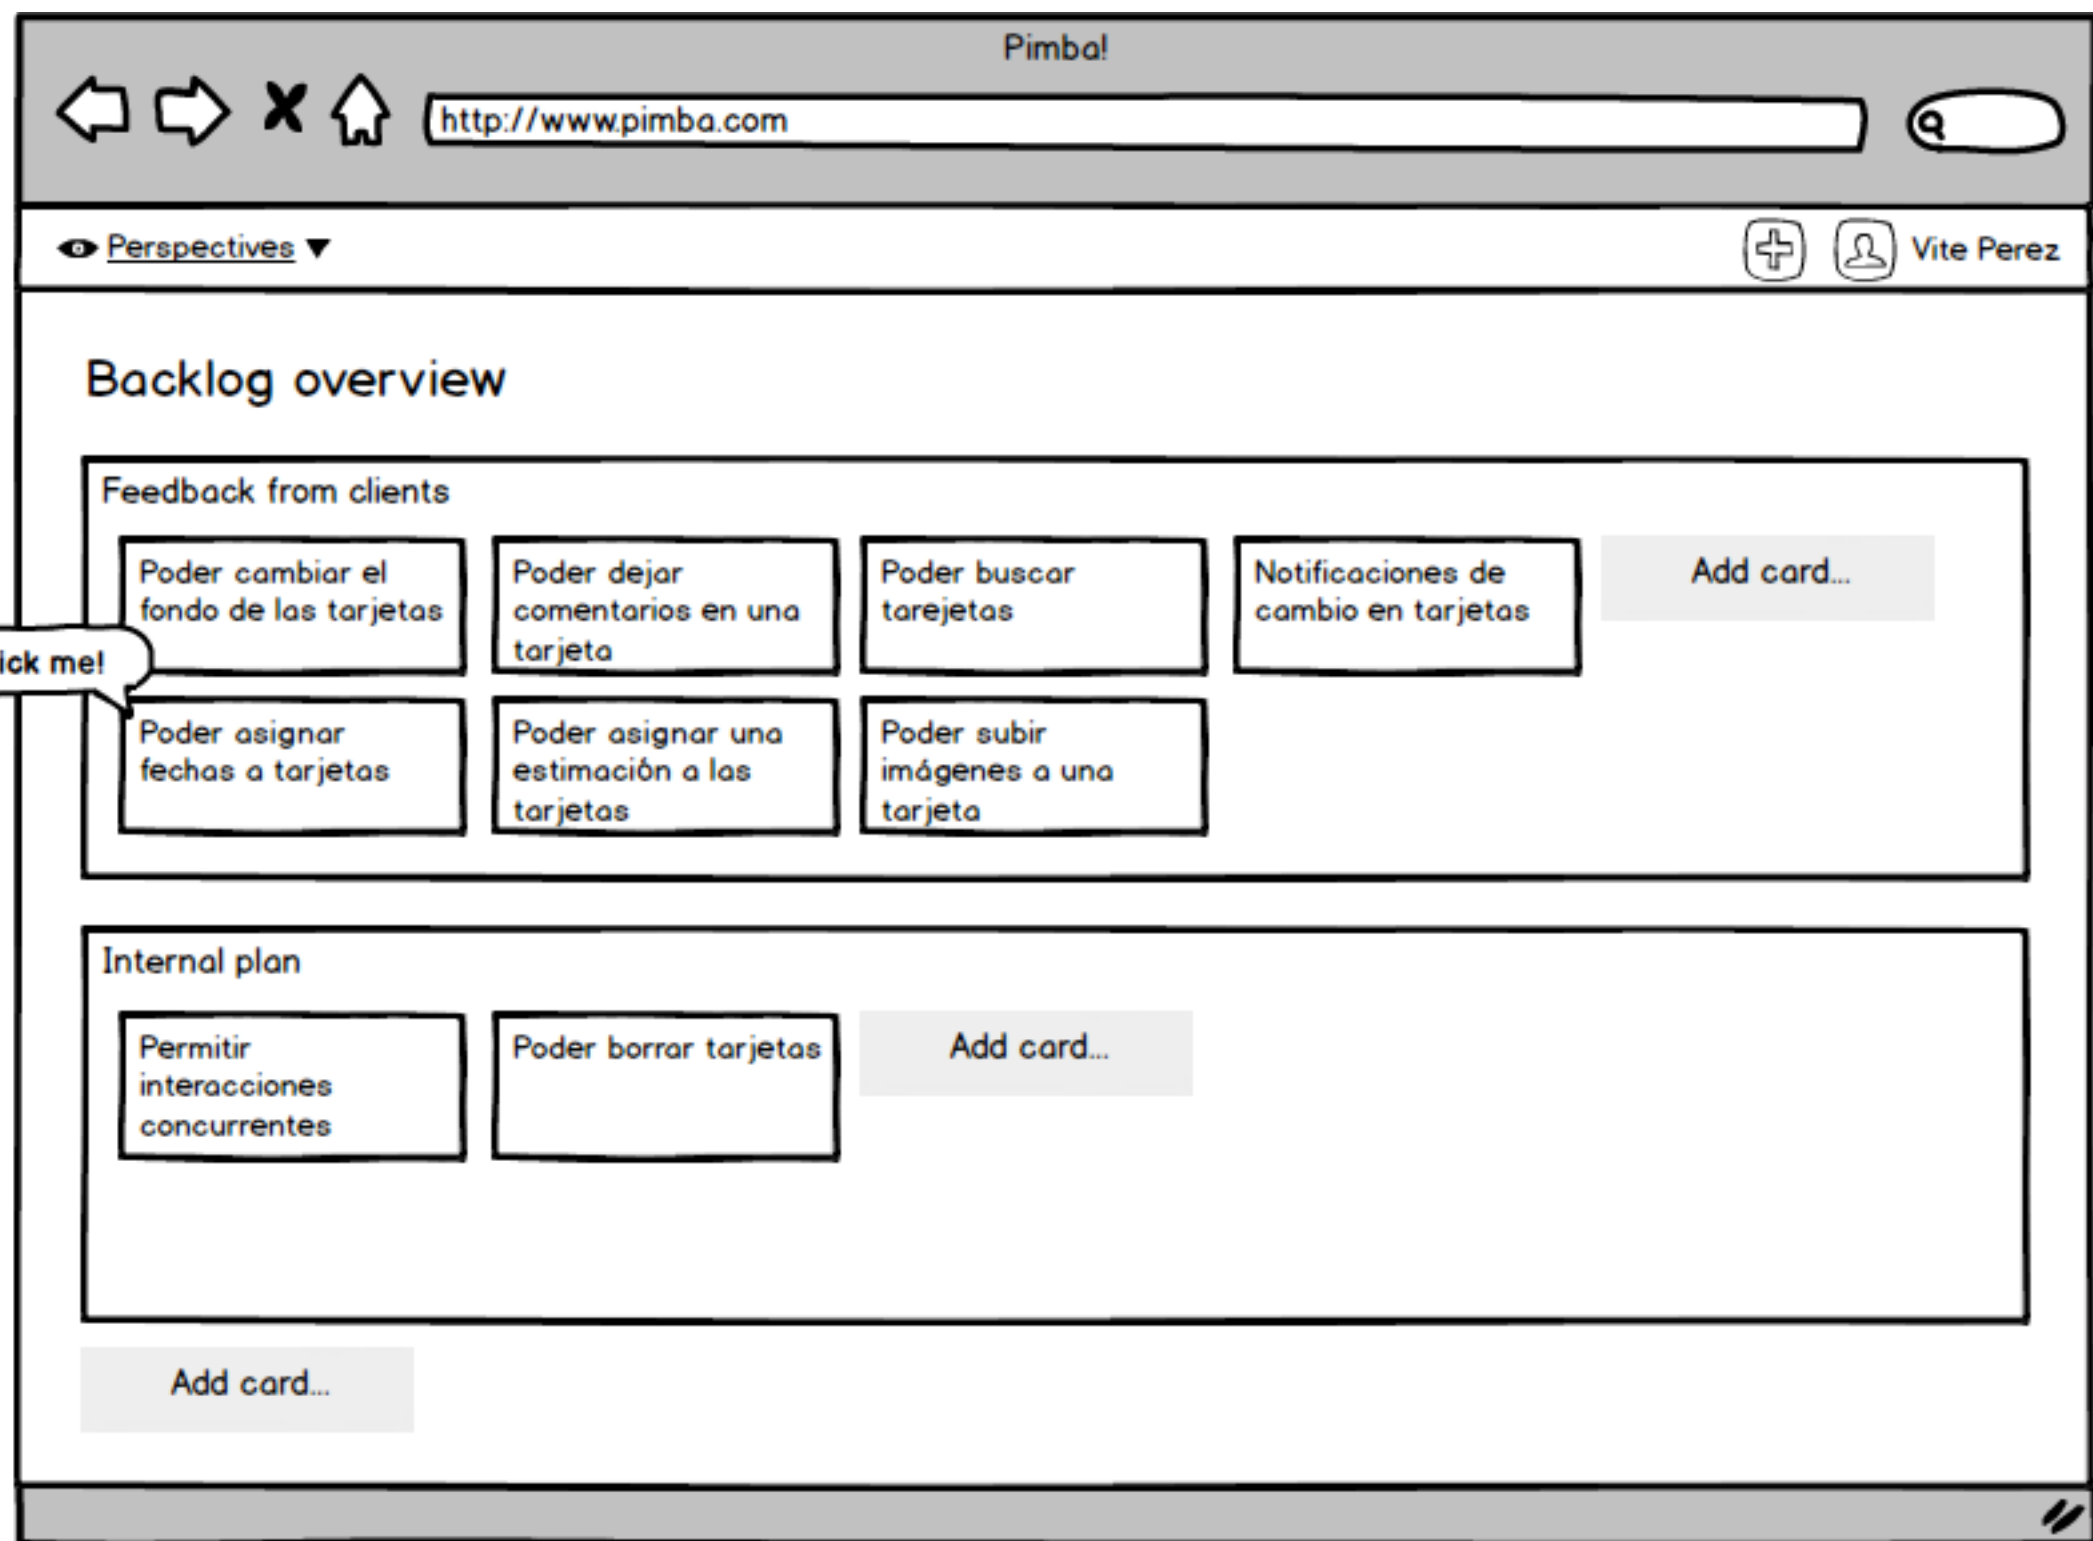 Pimba!
http://www.pimba.com
Perspectives
Vite Perez
Backlog overview
Feedback from clients
Poder cambiar el
fondo de las tarjetas
Poder dejar
comentarios en una
tarjeta
Poder buscar
tarejetas
Notificaciones de
cambio en tarjetas
Add card...
ick me!
Poder asignar
fechas a tarjetas
Poder asignar una
estimación a las
tarjetas
Poder subir
imágenes a una
tarjeta
Internal plan
Permitir
interacciones
concurrentes
Poder borrar tarjetas
Add card...
Add card...